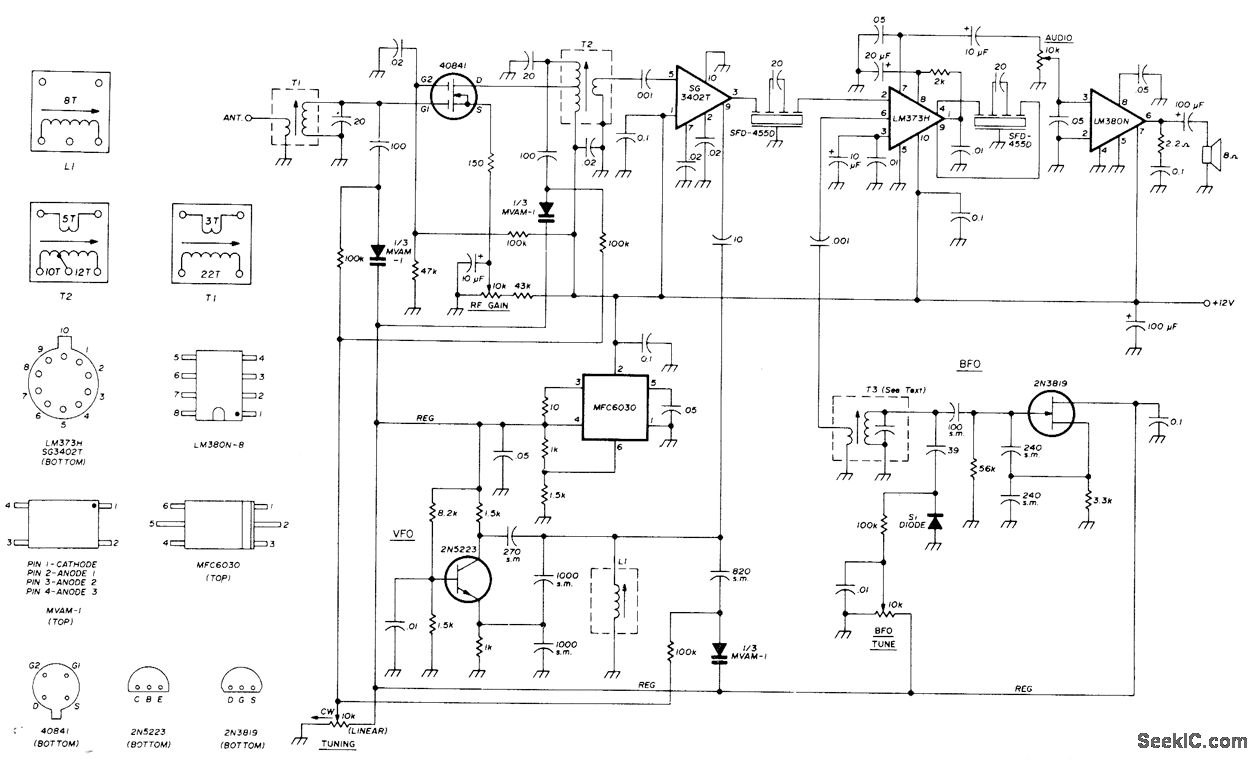 8T
L1
5T
10T
12T
T2
3T
22T
T1
10
9
1
8
2
7
3
6
4
5
LM373H
SG3402T
(BOTTOM)
5
4
6
3
7
2
8
1
LM380N-8
4
1
3
2
PIN 1-CATHODE
PIN 2-ANODE 1
PIN 3-ANODE 2
PIN 4-ANODE 3
MVAM-1
(TOP)
6
1
5
2
4
3
MFC6030
(TOP)
G2
G1
D
S
40841
(BOTTOM)
C B E
2N5223
(BOTTOM)
D G S
2N3819
(BOTTOM)
ANT.
T1
20
.02
40841
G2
D
G1
S
100
150
20
T2
100
.02
.001
0.1
5
10
SG
3402T
3
1
9
7
2
.02
.02
20
SFD-455D
.05
20 µF
+
10 µF
+
2k
AUDIO
10k
7
2
8
6
LM373H
4
1
3
9
5
10
+
10
µF
.01
.01
20
SFD-
455D
.05
3
8
LM380N
6
2
7
4
5
.05
100 µF
+
2.2Ω
0.1
8Ω
100k
1/3
MVAM
-1
47k
100k
1/3
MVAM-1
100k
10 µF
+
10k
43k
RF GAIN
10
.001
0.1
+12V
+
100 µF
0.1
2
3
5
MFC6030
4
1
6
.05
REG
10
1k
1.5k
.05
8.2k
1.5k
VFO
2N5223
270
s.m
1000
s.m.
L1
.01
1.5k
1k
1000
s.m.
820
s.m.
100k
1/3
MVAM-1
REG
REG
CW
10k
(LINEAR)
TUNING
BFO
T3 (See Text)
2N3819
100
s.m.
39
240
s.m.
0.1
56k
240
s.m.
3.3k
100k
Si
DIODE
.01
10k
BFO
TUNE
SeekIC.com